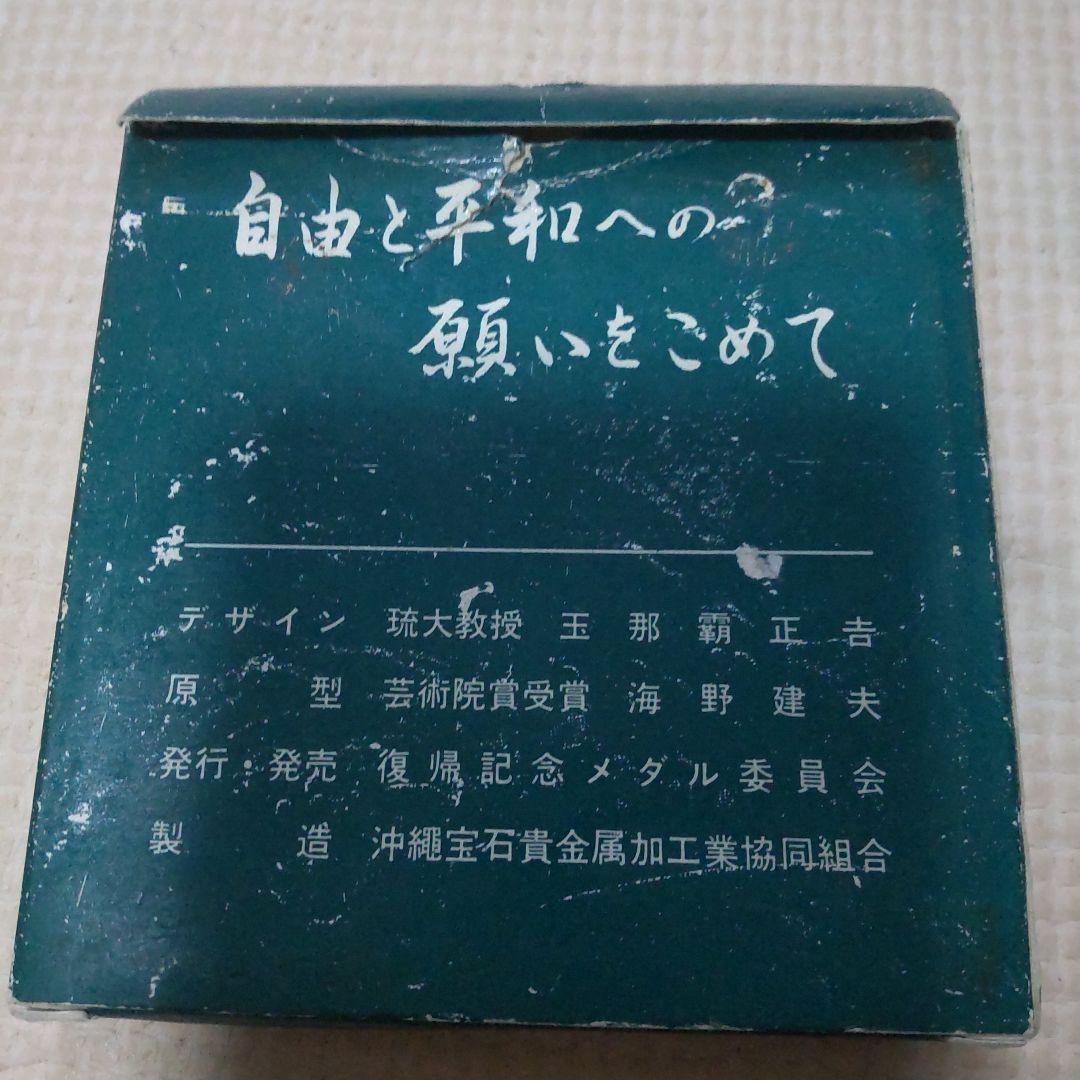 自由と平和への
願いをこめて
デザイン 琉大教授 玉那覇正吉
原型 芸術院賞受賞 海野建夫
発行・発売 復帰記念メダル委員会
製造 沖縄宝石貴金属加工業協同組合